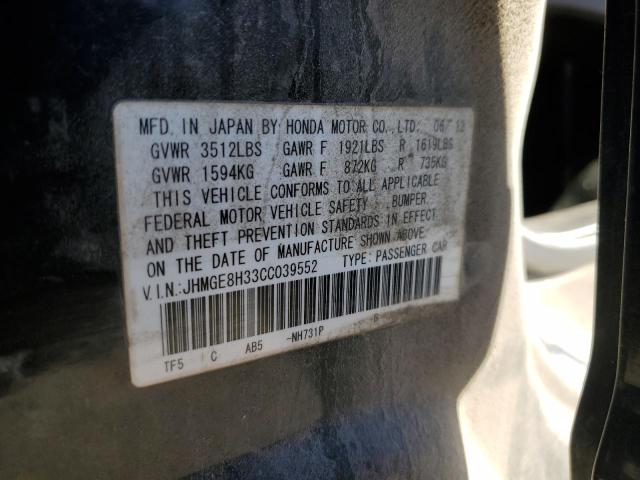 MFD. IN JAPAN BY HONDA MOTOR CO., LTD. 06/12
GVWR 3512LBS GAWR F 1921LBS R 1619LBS
GVWR 1594KG GAWR F 872KG R 735KG
THIS VEHICLE CONFORMS TO ALL APPLICABLE
FEDERAL MOTOR VEHICLE SAFETY, BUMPER,
AND THEFT PREVENTION STANDARDS IN EFFECT
ON THE DATE OF MANUFACTURE SHOWN ABOVE.
V.I.N.:JHMGE8H33CC039552 TYPE: PASSENGER CAR
TF5 C AB5 -NH731P -B